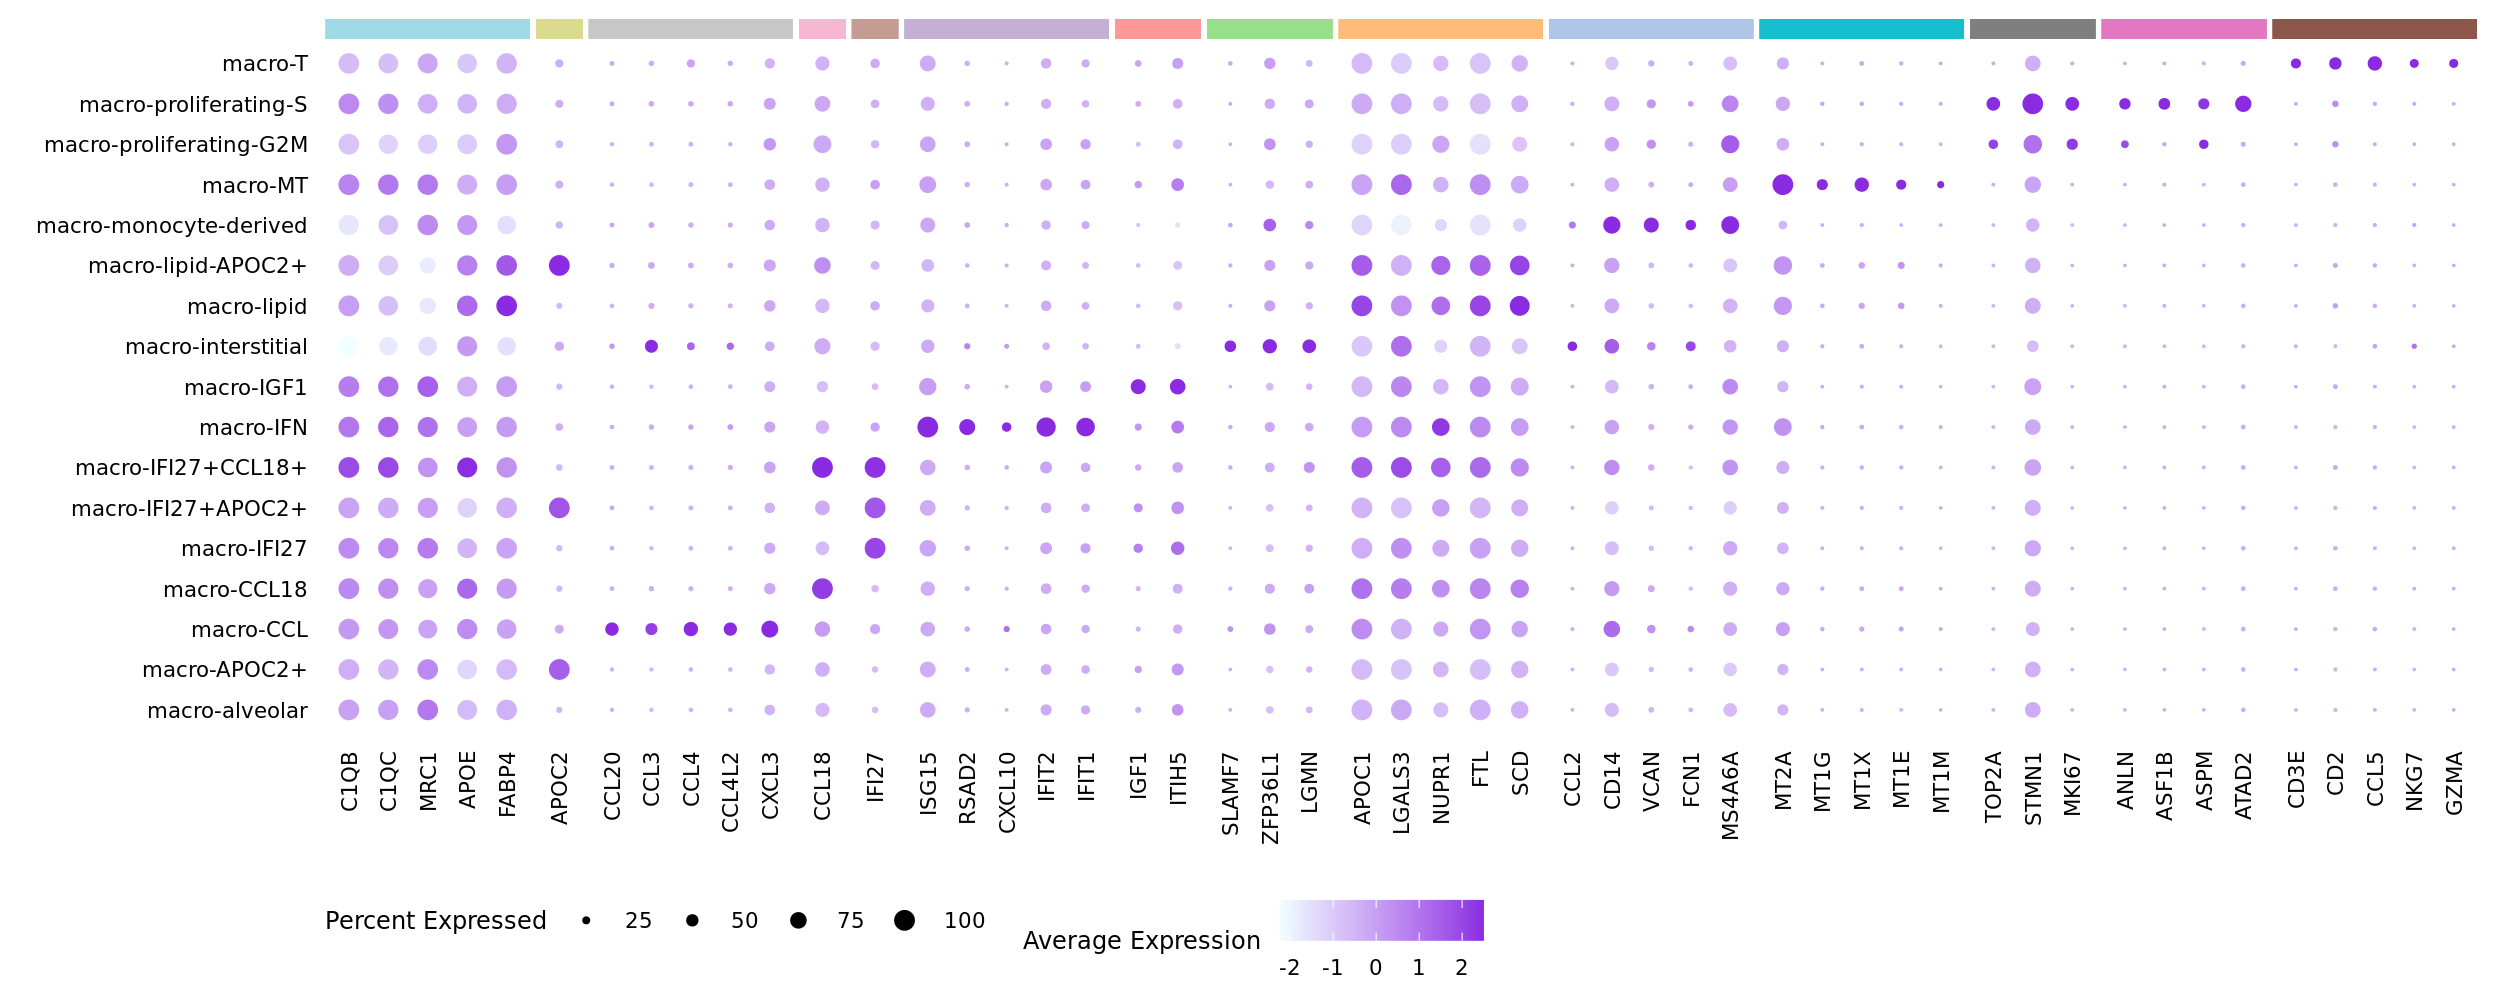 macro-T
macro-proliferating-S
macro-proliferating-G2M
macro-MT
macro-monocyte-derived
macro-lipid-APOC2+
macro-lipid
macro-interstitial
macro-IGF1
macro-IFN
macro-IFI27+CCL18+
macro-IFI27+APOC2+
macro-IFI27
macro-CCL18
macro-CCL
macro-APOC2+
macro-alveolar
C1QB
C1QC
MRC1
APOE
FABP4
APOC2
CCL20
CCL3
CCL4
CCL4L2
CXCL3
CCL18
IFI27
ISG15
RSAD2
CXCL10
IFIT2
IFIT1
IGF1
ITIH5
SLAMF7
ZFP36L1
LGMN
APOC1
LGALS3
NUPR1
FTL
SCD
CCL2
CD14
VCAN
FCN1
MS4A6A
MT2A
MT1G
MT1X
MT1E
MT1M
TOP2A
STMN1
MKI67
ANLN
ASF1B
ASPM
ATAD2
CD3E
CD2
CCL5
NKG7
GZMA
Percent Expressed 25 50 75 100
Average Expression
-2 -1 0 1 2